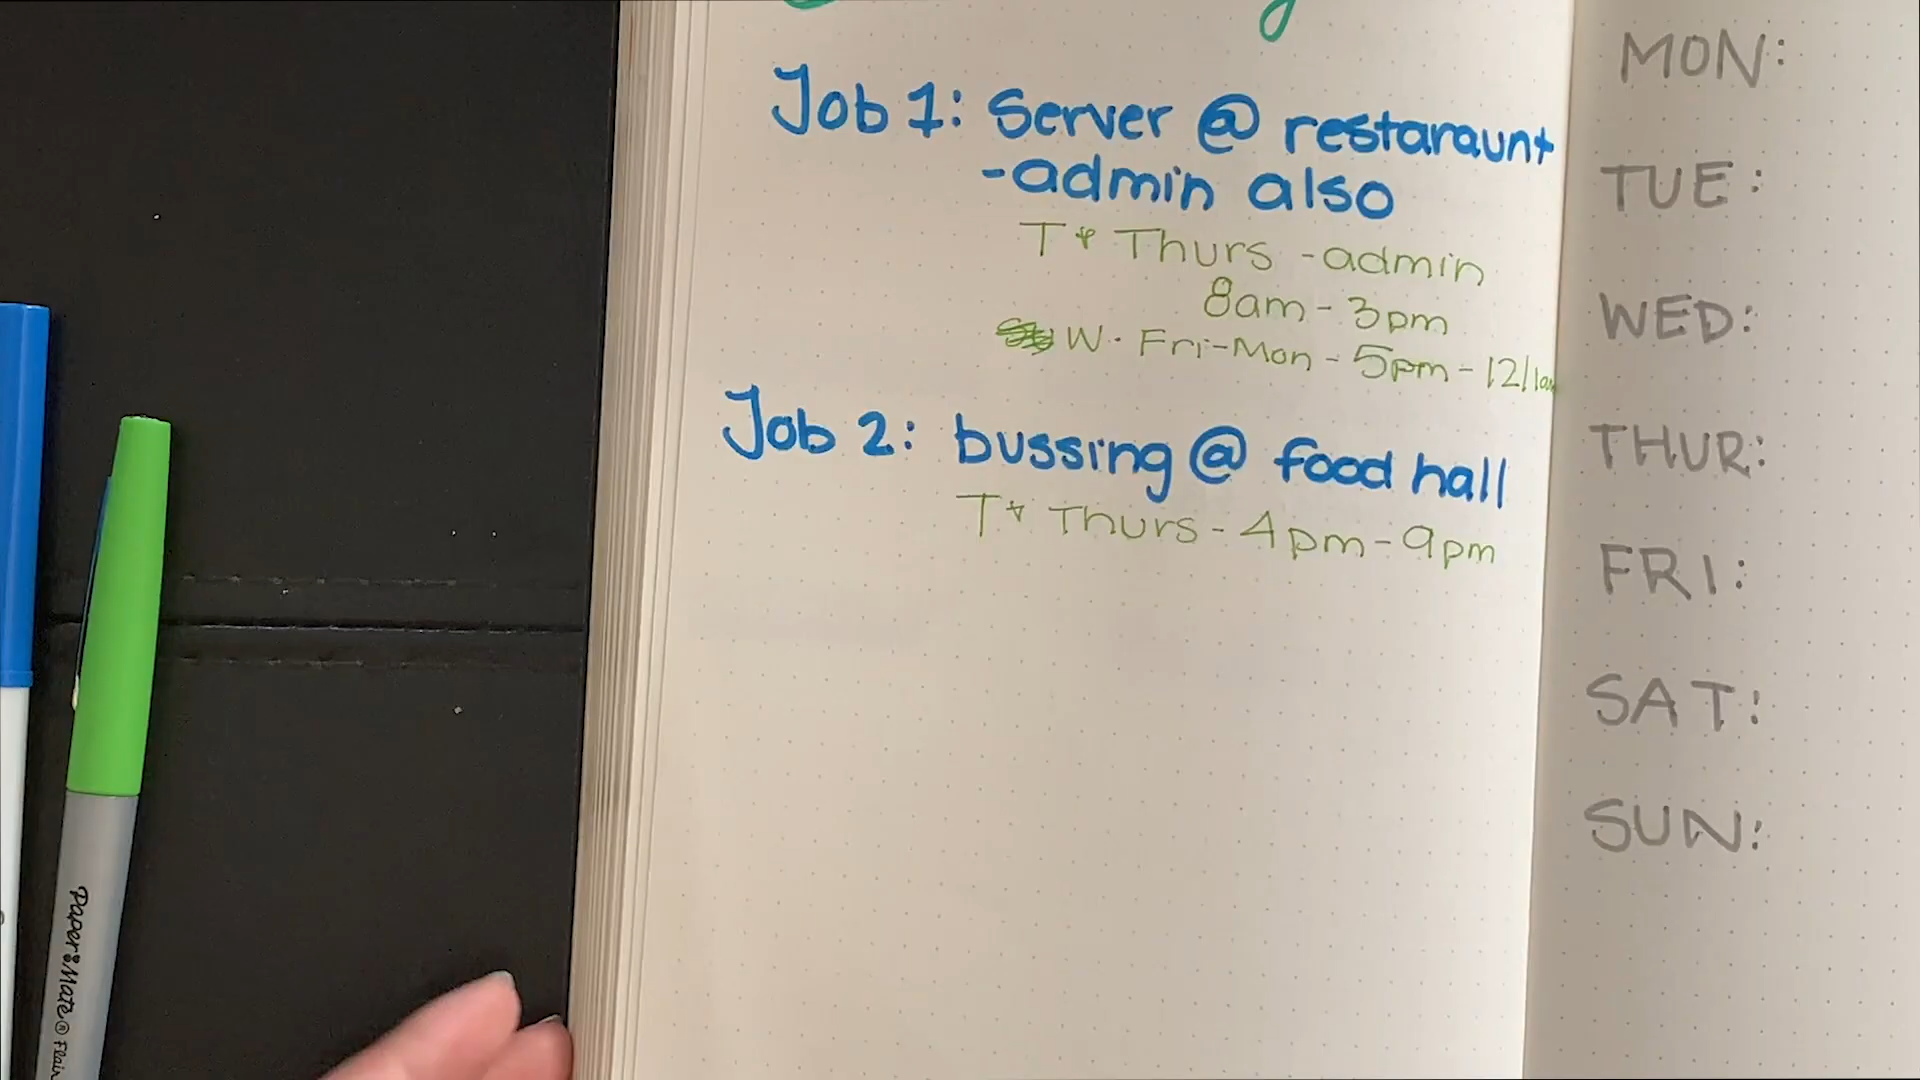 Job 1: Server @ restaraunt
-admin also
T & Thurs - admin
8am - 3pm
W. Fri-Mon - 5pm - 12/1am
Job 2: bussing @ food hall
T & Thurs - 4pm - 9pm
MON:
TUE:
WED:
THUR:
FRI:
SAT:
SUN:
Paper:Mate® Flair